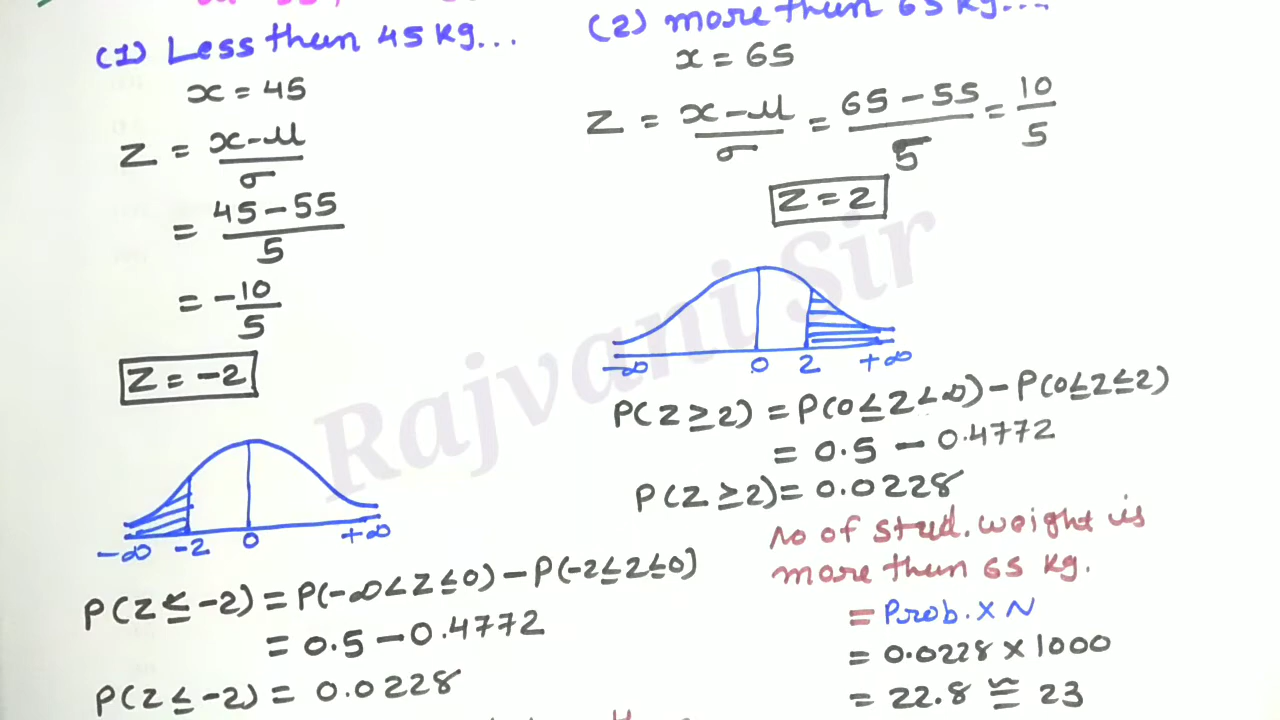 (1) Less then 45 kg...
x = 45
Z = x-μ/σ
= 45-55/5
= -10/5
Z = -2
-∞ -2 0 +∞
P(Z ≤ -2) = P(-∞<Z≤0) - P(-2≤Z≤0)
= 0.5 - 0.4772
P(Z ≤ -2) = 0.0228
(2) more then 65 kg...
x = 65
Z = x-μ/σ = 65-55/5 = 10/5
Z = 2
-∞ 0 2 +∞
P(Z ≥ 2) = P(0≤Z<∞) - P(0≤Z≤2)
= 0.5 - 0.4772
P(Z ≥ 2) = 0.0228
No of stud. weight is
more then 65 kg.
= Prob. × N
= 0.0228 × 1000
= 22.8 ≅ 23
Rajvani Sir